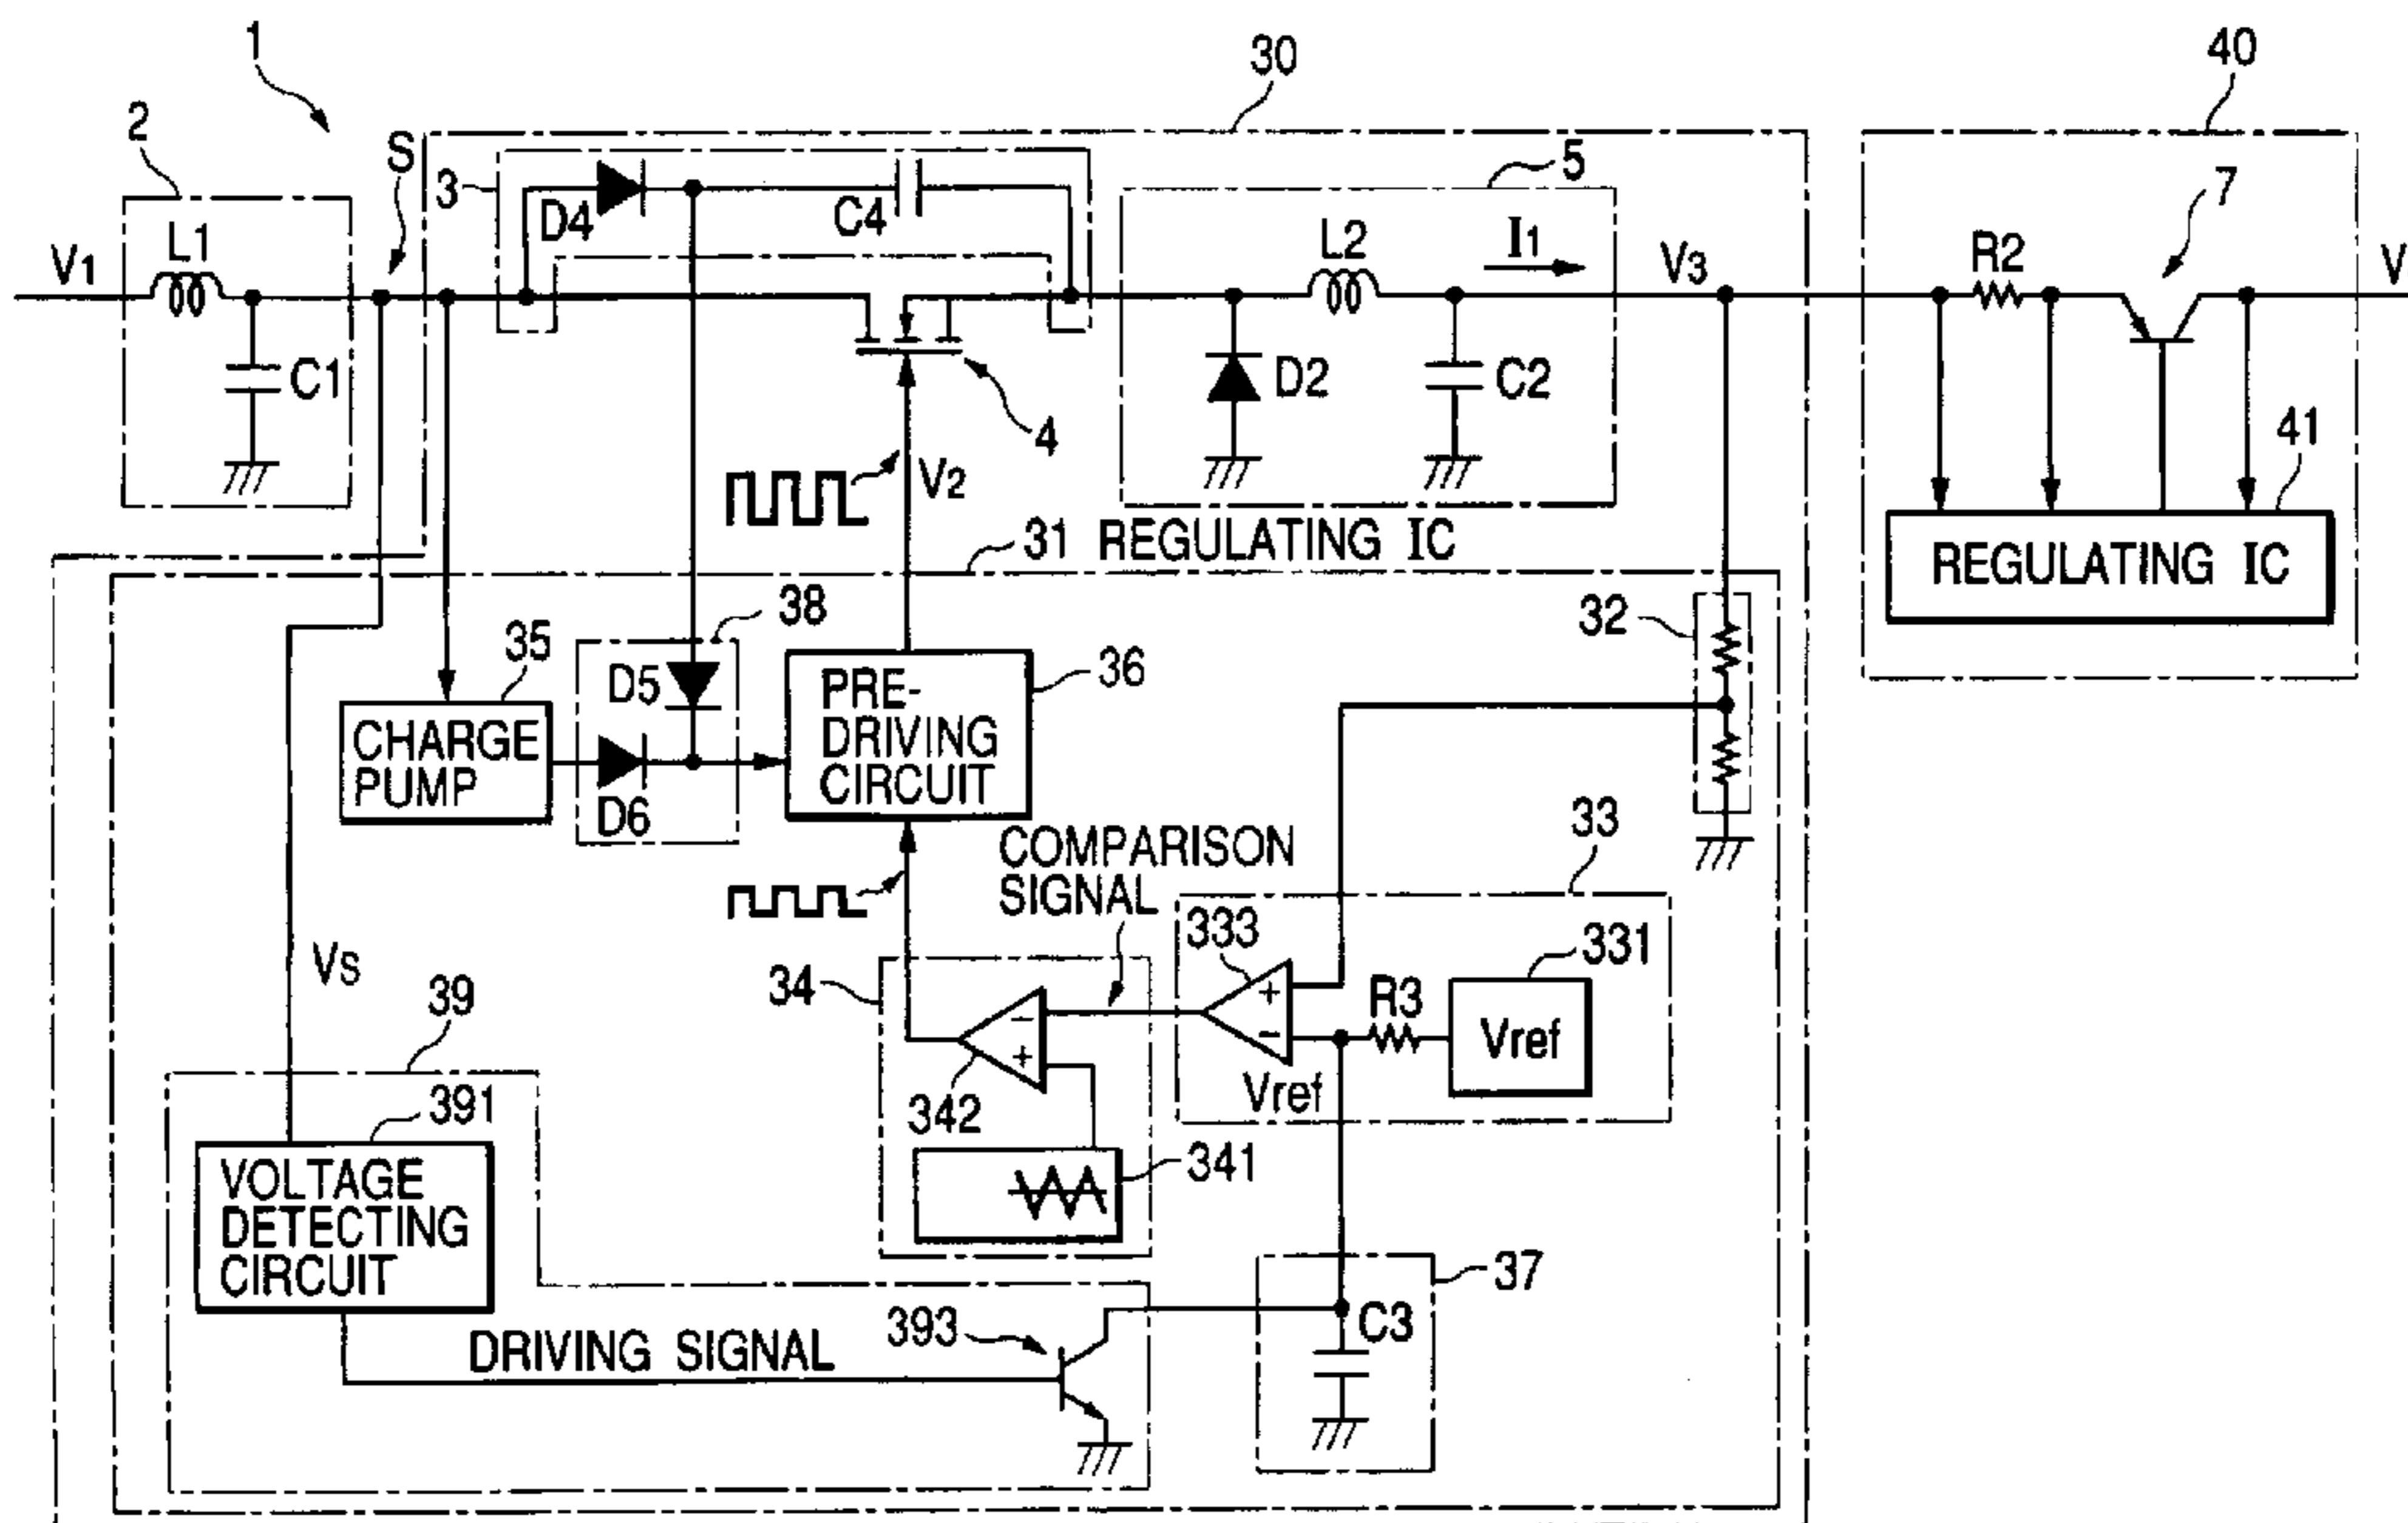 1
30
40
2
S
3
D4
C4
5
7
V1
L1
L2
I1
V3
R2
V
C1
D2
C2
4
V2
41
31 REGULATING IC
REGULATING IC
38
32
35
36
D5
PRE-
DRIVING
CIRCUIT
CHARGE
PUMP
D6
33
COMPARISON
SIGNAL
333
331
Vs
34
+
R3
Vref
39
−
−
+
Vref
391
342
VOLTAGE
DETECTING
CIRCUIT
341
37
393
C3
DRIVING SIGNAL